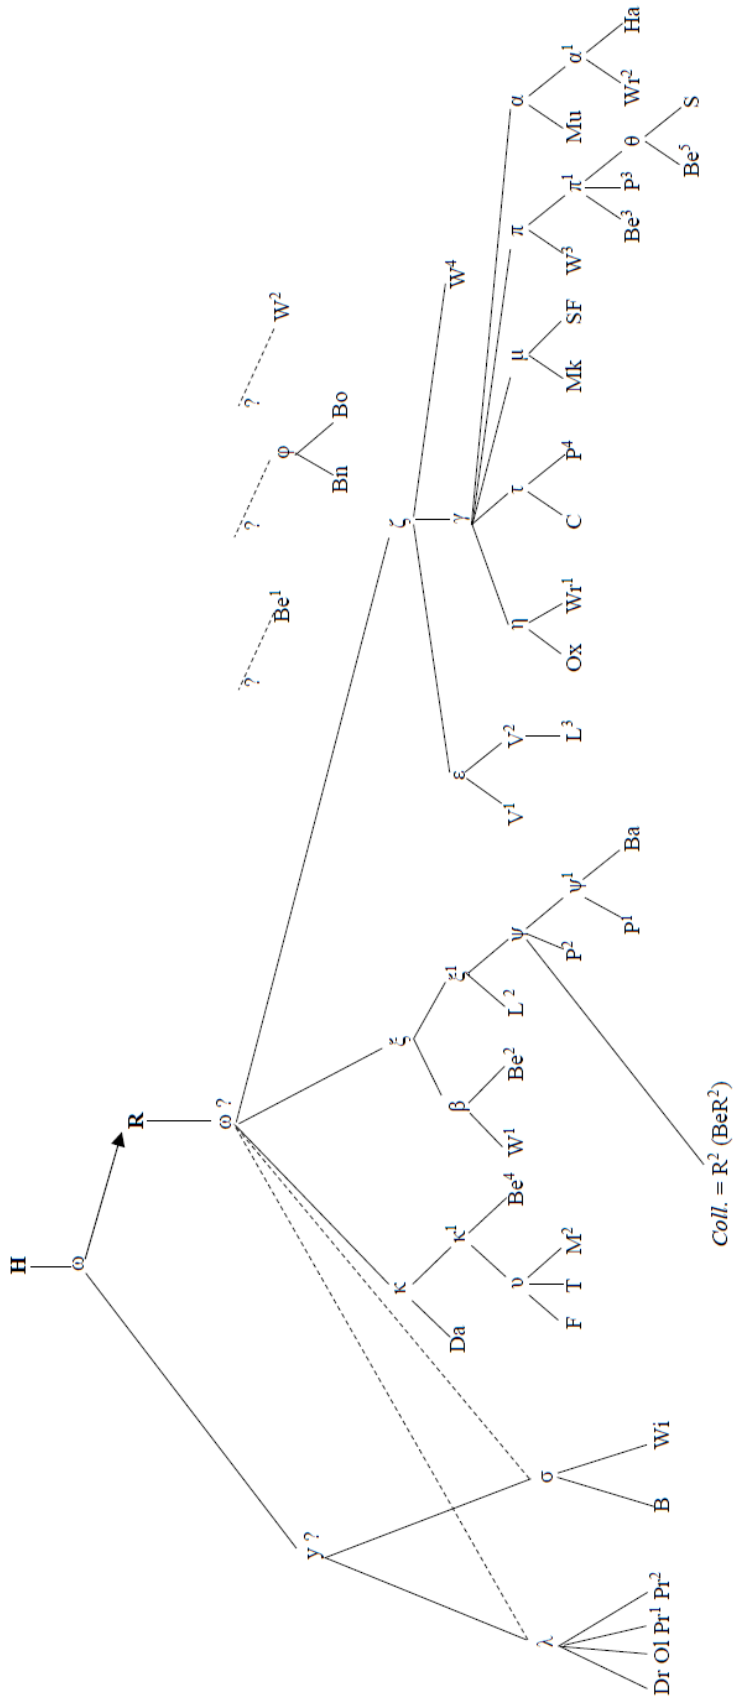 H
ω
R
ω ?
? ? ?
Be¹ φ W²
y ?
Bn Bo
κ ξ ζ
Da κ¹ β ξ¹ ε γ W⁴
υ Be⁴ W¹ Be² L² ψ V¹ V² η τ μ π α
λ σ
F T M² P² ψ¹ L³ Ox Wr¹ C P⁴ Mk SF W³ π¹ Mu α¹
P¹ Ba Be³ P³ θ Wr² Ha
Dr Ol Pr¹ Pr² B Wi
Be⁵ S
Coll. = R² (BeR²)